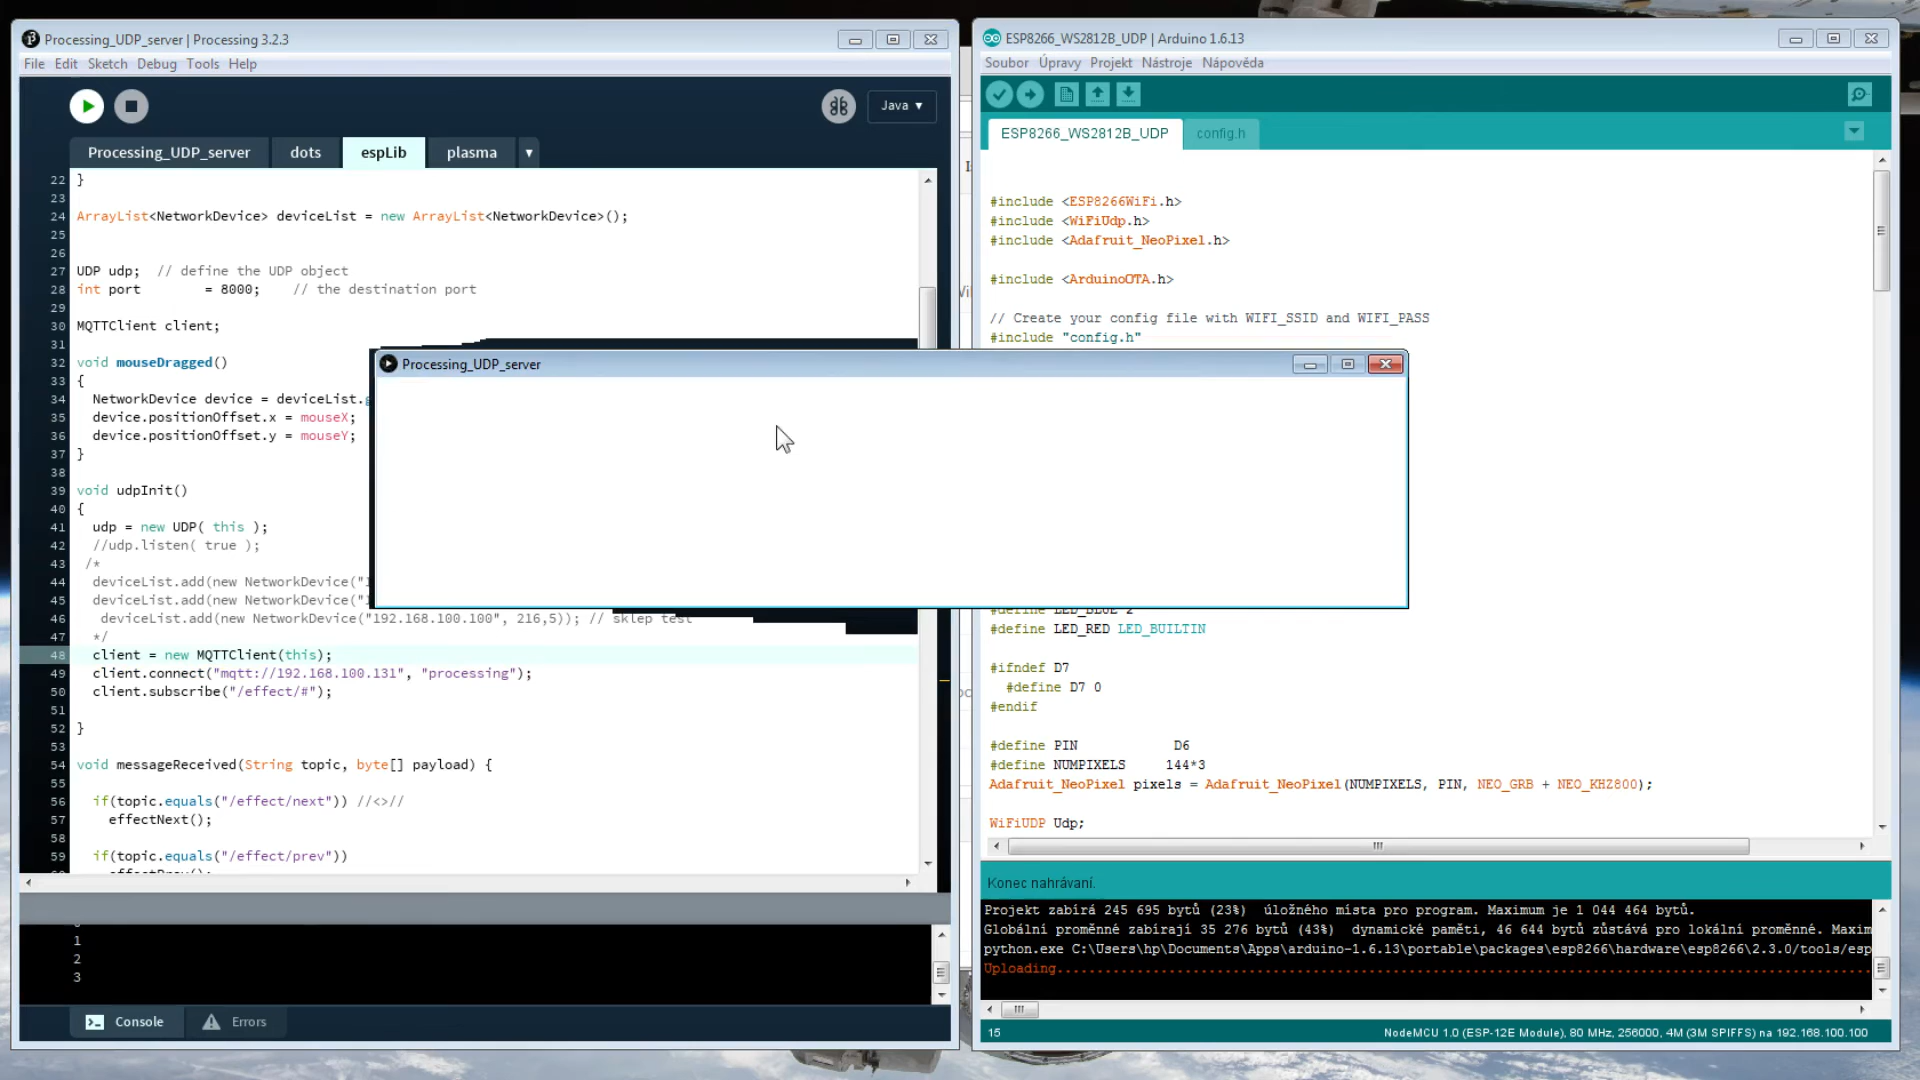 Processing_UDP_server | Processing 3.2.3
File Edit Sketch Debug Tools Help
Java ▾
Processing_UDP_server dots espLib plasma ▾
22 }
23
24 ArrayList<NetworkDevice> deviceList = new ArrayList<NetworkDevice>();
25
26
27 UDP udp;  // define the UDP object
28 int port        = 8000;    // the destination port
29
30 MQTTClient client;
31
32 void mouseDragged()
33 {
34   NetworkDevice device = deviceList.
35   device.positionOffset.x = mouseX;
36   device.positionOffset.y = mouseY;
37 }
38
39 void udpInit()
40 {
41   udp = new UDP( this );
42   //udp.listen( true );
43  /*
44   deviceList.add(new NetworkDevice("
45   deviceList.add(new NetworkDevice("
46    deviceList.add(new NetworkDevice("192.168.100.100", 216,5)); // sklep test
47   */
48   client = new MQTTClient(this);
49   client.connect("mqtt://192.168.100.131", "processing");
50   client.subscribe("/effect/#");
51
52 }
53
54 void messageReceived(String topic, byte[] payload) {
55
56   if(topic.equals("/effect/next")) //<>//
57     effectNext();
58
59   if(topic.equals("/effect/prev"))
1
2
3
Console Errors
Processing_UDP_server
ESP8266_WS2812B_UDP | Arduino 1.6.13
Soubor Úpravy Projekt Nástroje Nápověda
ESP8266_WS2812B_UDP config.h
#include <ESP8266WiFi.h>
#include <WiFiUdp.h>
#include <Adafruit_NeoPixel.h>
#include <ArduinoOTA.h>
// Create your config file with WIFI_SSID and WIFI_PASS
#include "config.h"
#define LED_BLUE 2
#define LED_RED LED_BUILTIN
#ifndef D7
#define D7 0
#endif
#define PIN            D6
#define NUMPIXELS     144*3
Adafruit_NeoPixel pixels = Adafruit_NeoPixel(NUMPIXELS, PIN, NEO_GRB + NEO_KHZ800);
WiFiUDP Udp;
Konec nahrávaní.
Projekt zabírá 245 695 bytů (23%)  úložného místa pro program. Maximum je 1 044 464 bytů.
Globální proměnné zabírají 35 276 bytů (43%)  dynamické paměti, 46 644 bytů zůstává pro lokální proměnné. Maxim
python.exe C:\Users\hp\Documents\Apps\arduino-1.6.13\portable\packages\esp8266\hardware\esp8266\2.3.0/tools/esp
Uploading......................................................................................................
15 NodeMCU 1.0 (ESP-12E Module), 80 MHz, 256000, 4M (3M SPIFFS) na 192.168.100.100